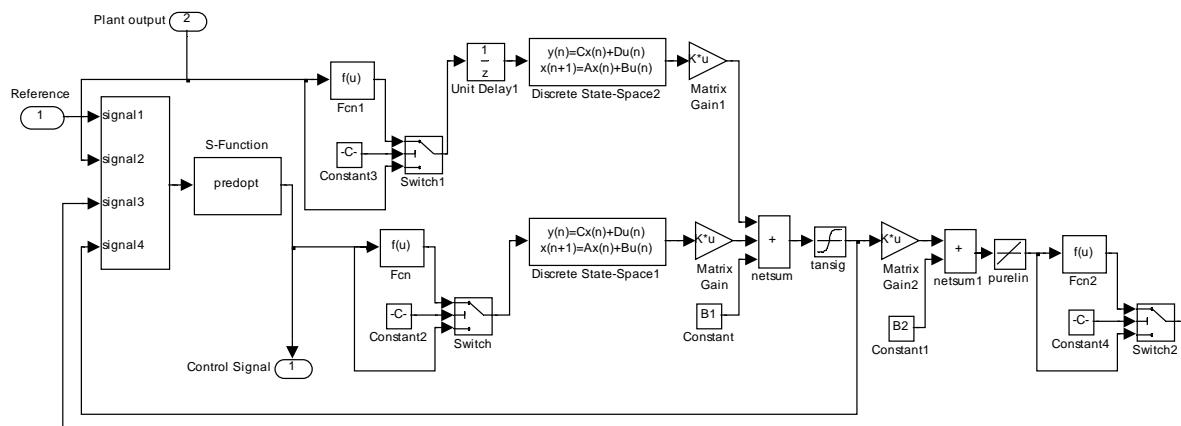 Plant output
2
Reference
1
signal1
signal2
signal3
signal4
S-Function
predopt
Control Signal
1
f(u)
Fcn1
-C-
Constant3
Switch1
1
z
Unit Delay1
y(n)=Cx(n)+Du(n)
x(n+1)=Ax(n)+Bu(n)
Discrete State-Space2
K*u
Matrix
Gain1
f(u)
Fcn
-C-
Constant2
Switch
y(n)=Cx(n)+Du(n)
x(n+1)=Ax(n)+Bu(n)
Discrete State-Space1
K*u
Matrix
Gain
B1
Constant
+
netsum
tansig
K*u
Matrix
Gain2
B2
Constant1
+
netsum1
purelin
f(u)
Fcn2
-C-
Constant4
Switch2